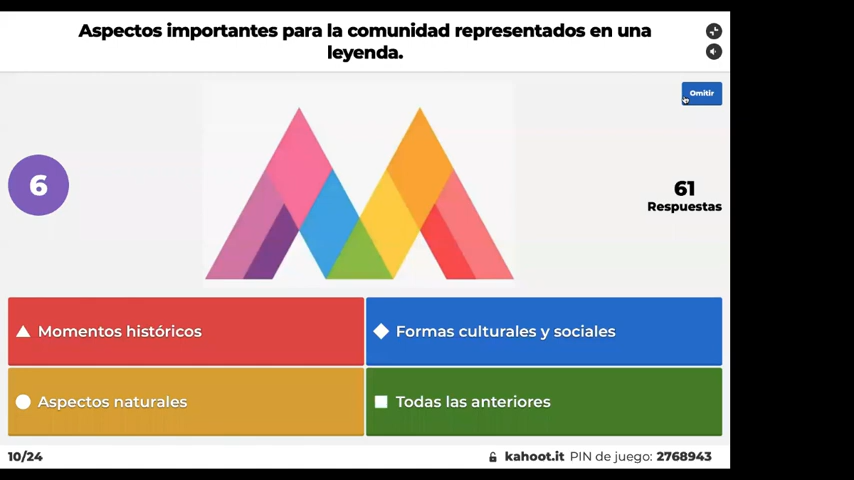 Aspectos importantes para la comunidad representados en una
leyenda.
Omitir
6
61
Respuestas
Momentos históricos
Formas culturales y sociales
Aspectos naturales
Todas las anteriores
10/24
kahoot.it PIN de juego: 2768943